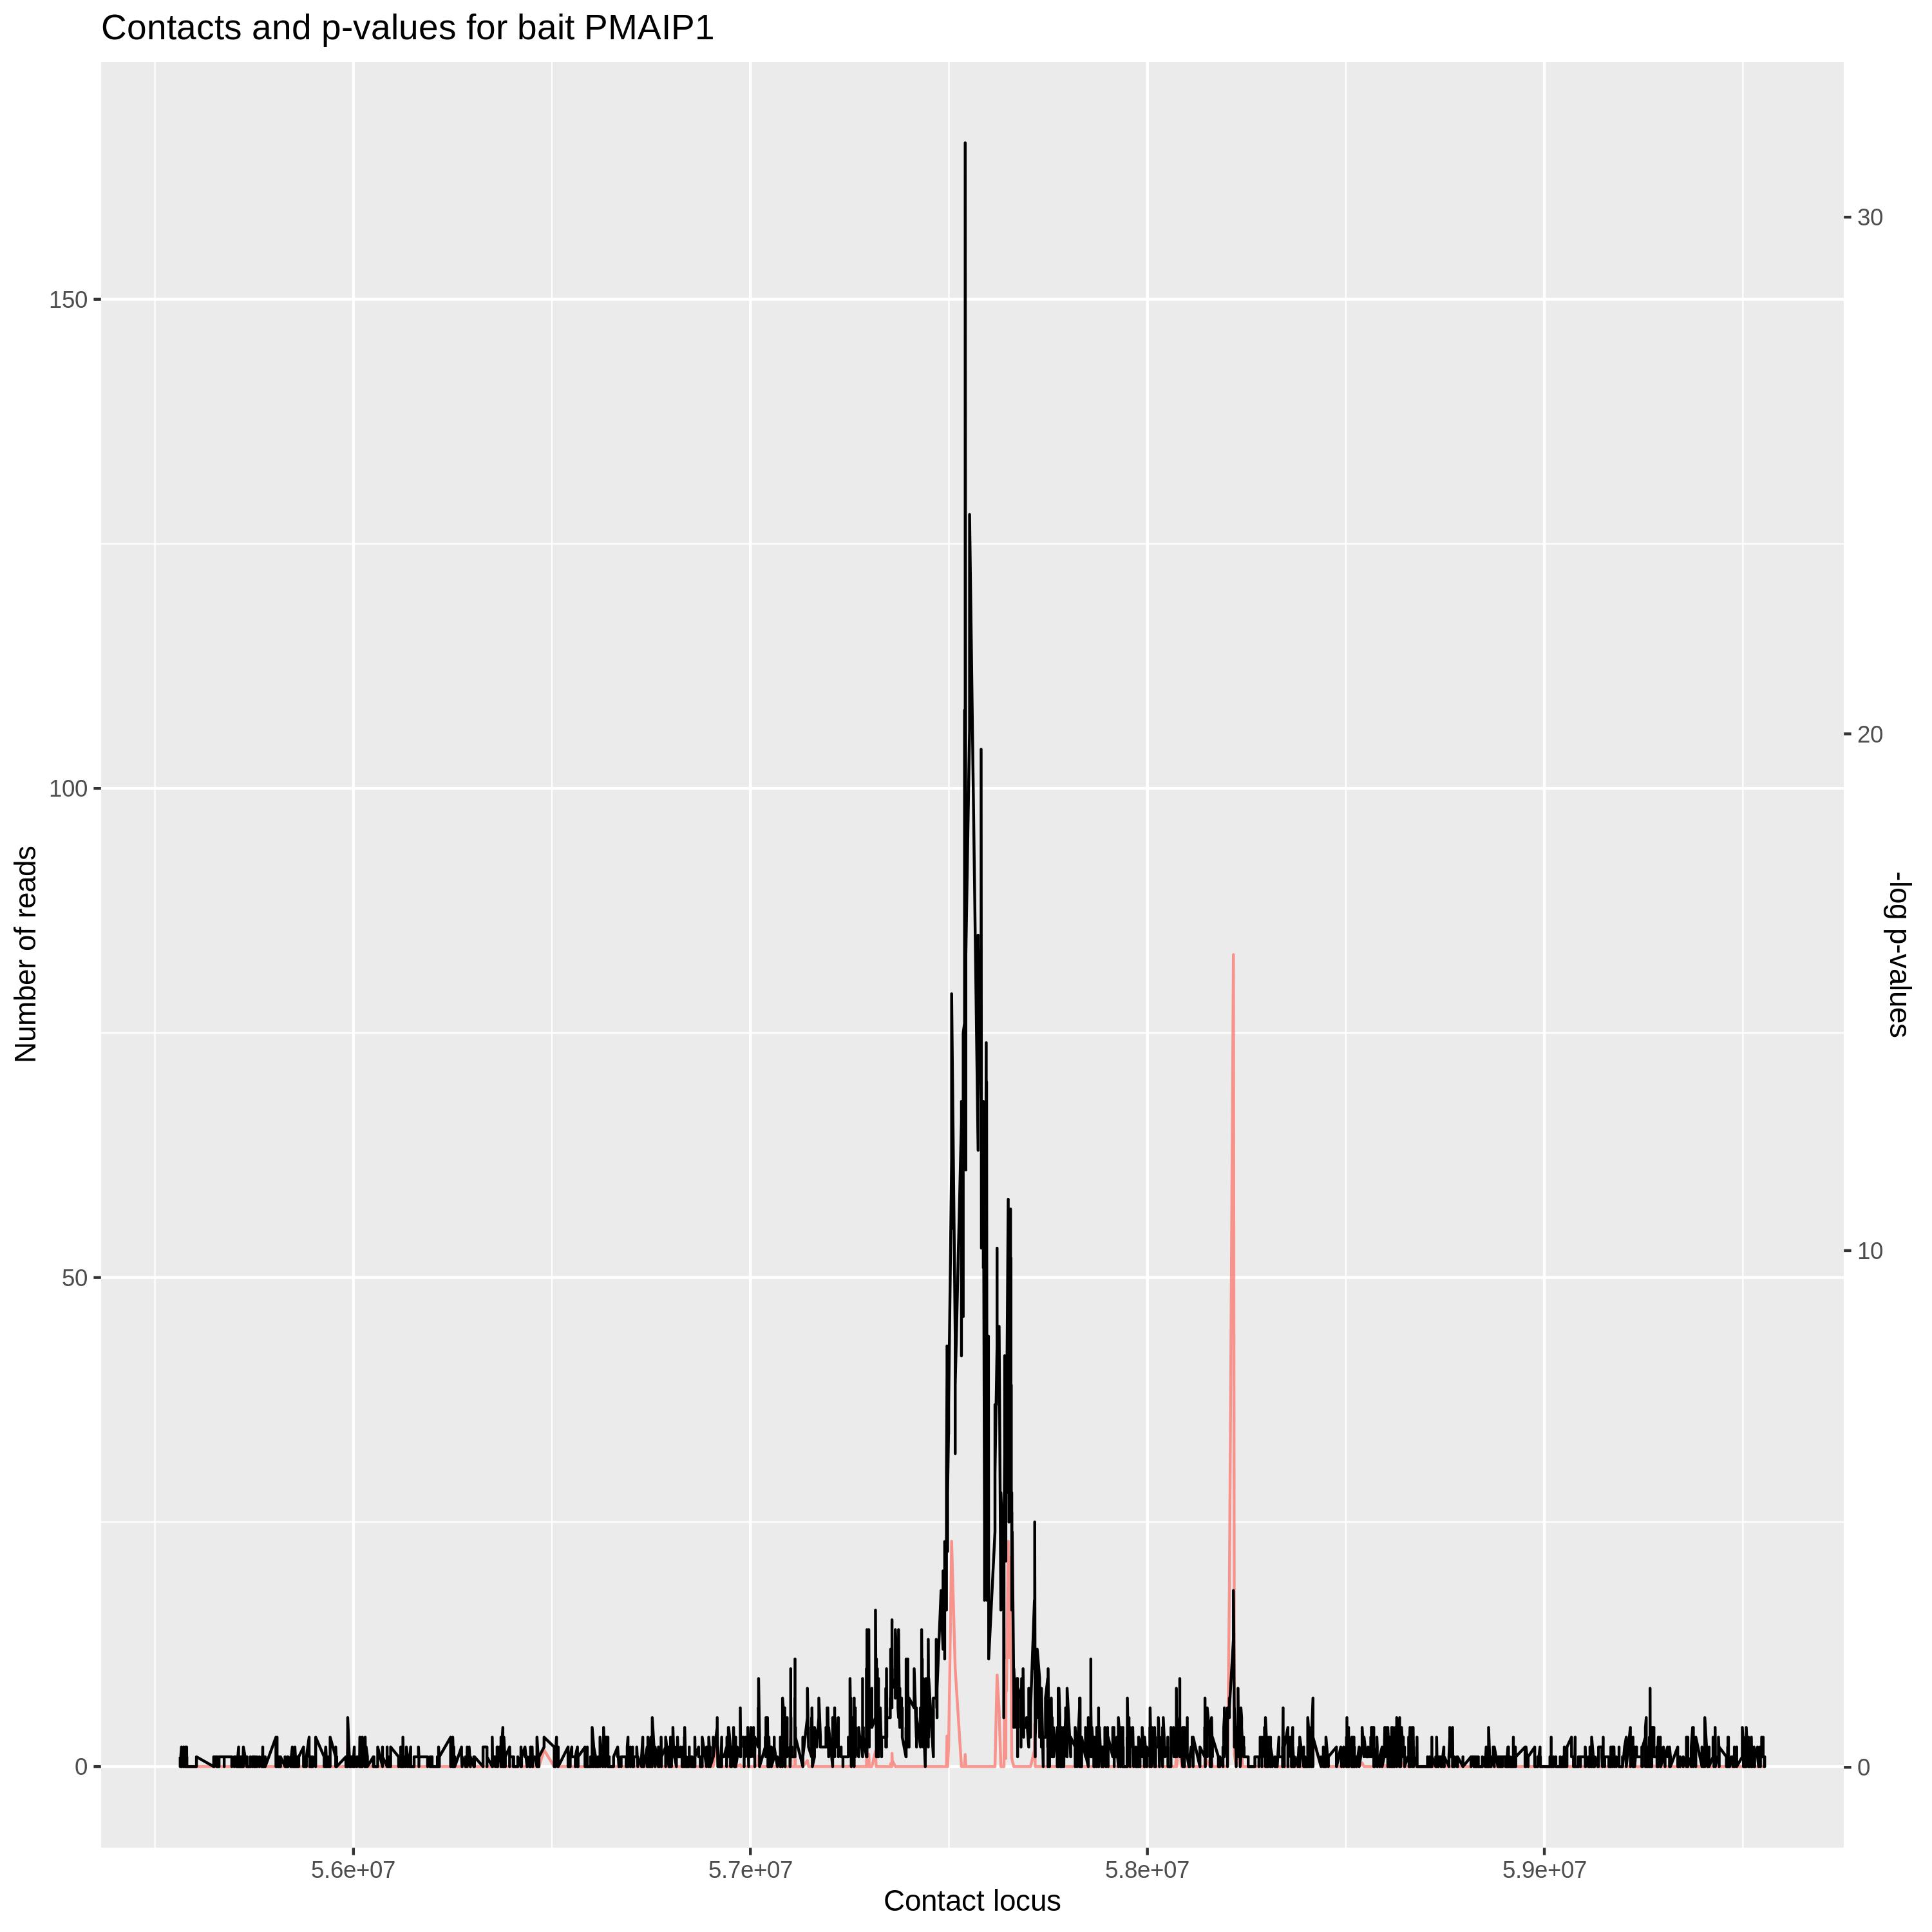 Contacts and p-values for bait PMAIP1
Number of reads
150
100
50
0
30
20
10
0
-log p-values
5.6e+07
5.7e+07
5.8e+07
5.9e+07
Contact locus